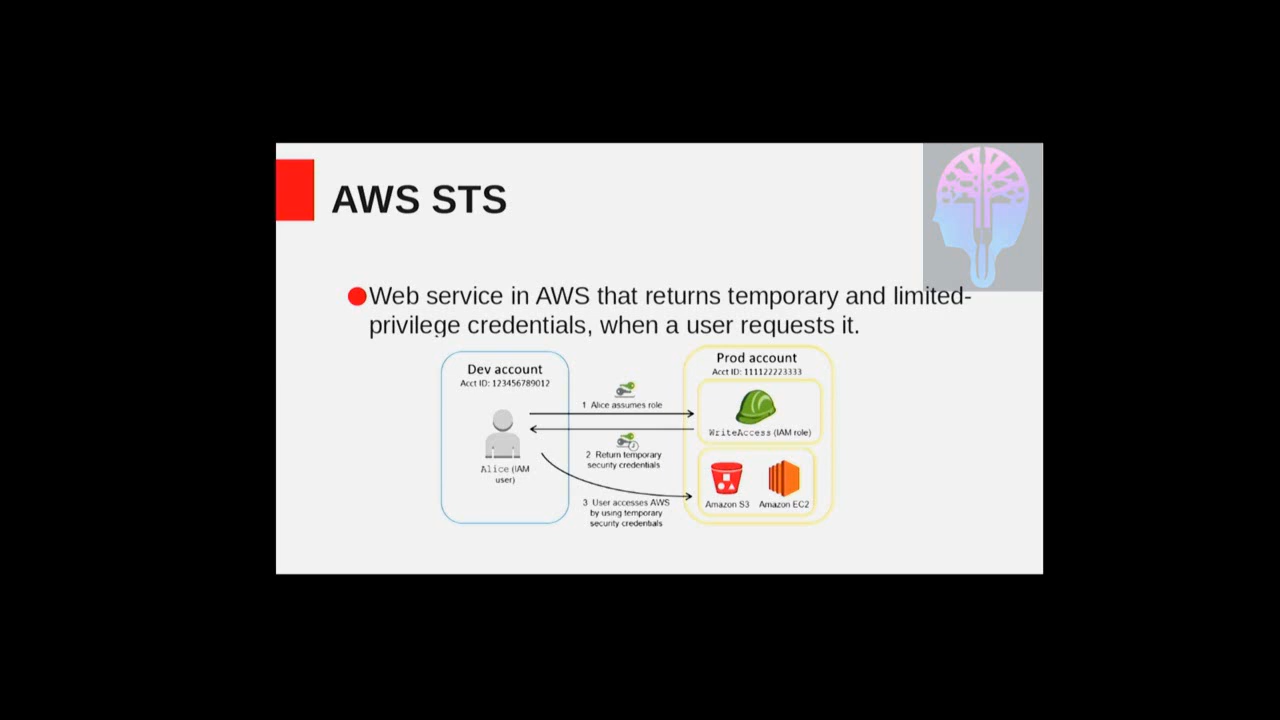 AWS STS
Web service in AWS that returns temporary and limited-
privilege credentials, when a user requests it.
Dev account
Acct ID: 123456789012
Alice (IAM
user)
1 Alice assumes role
2 Return temporary
security credentials
3 User accesses AWS
by using temporary
security credentials
Prod account
Acct ID: 111122223333
WriteAccess (IAM role)
Amazon S3
Amazon EC2